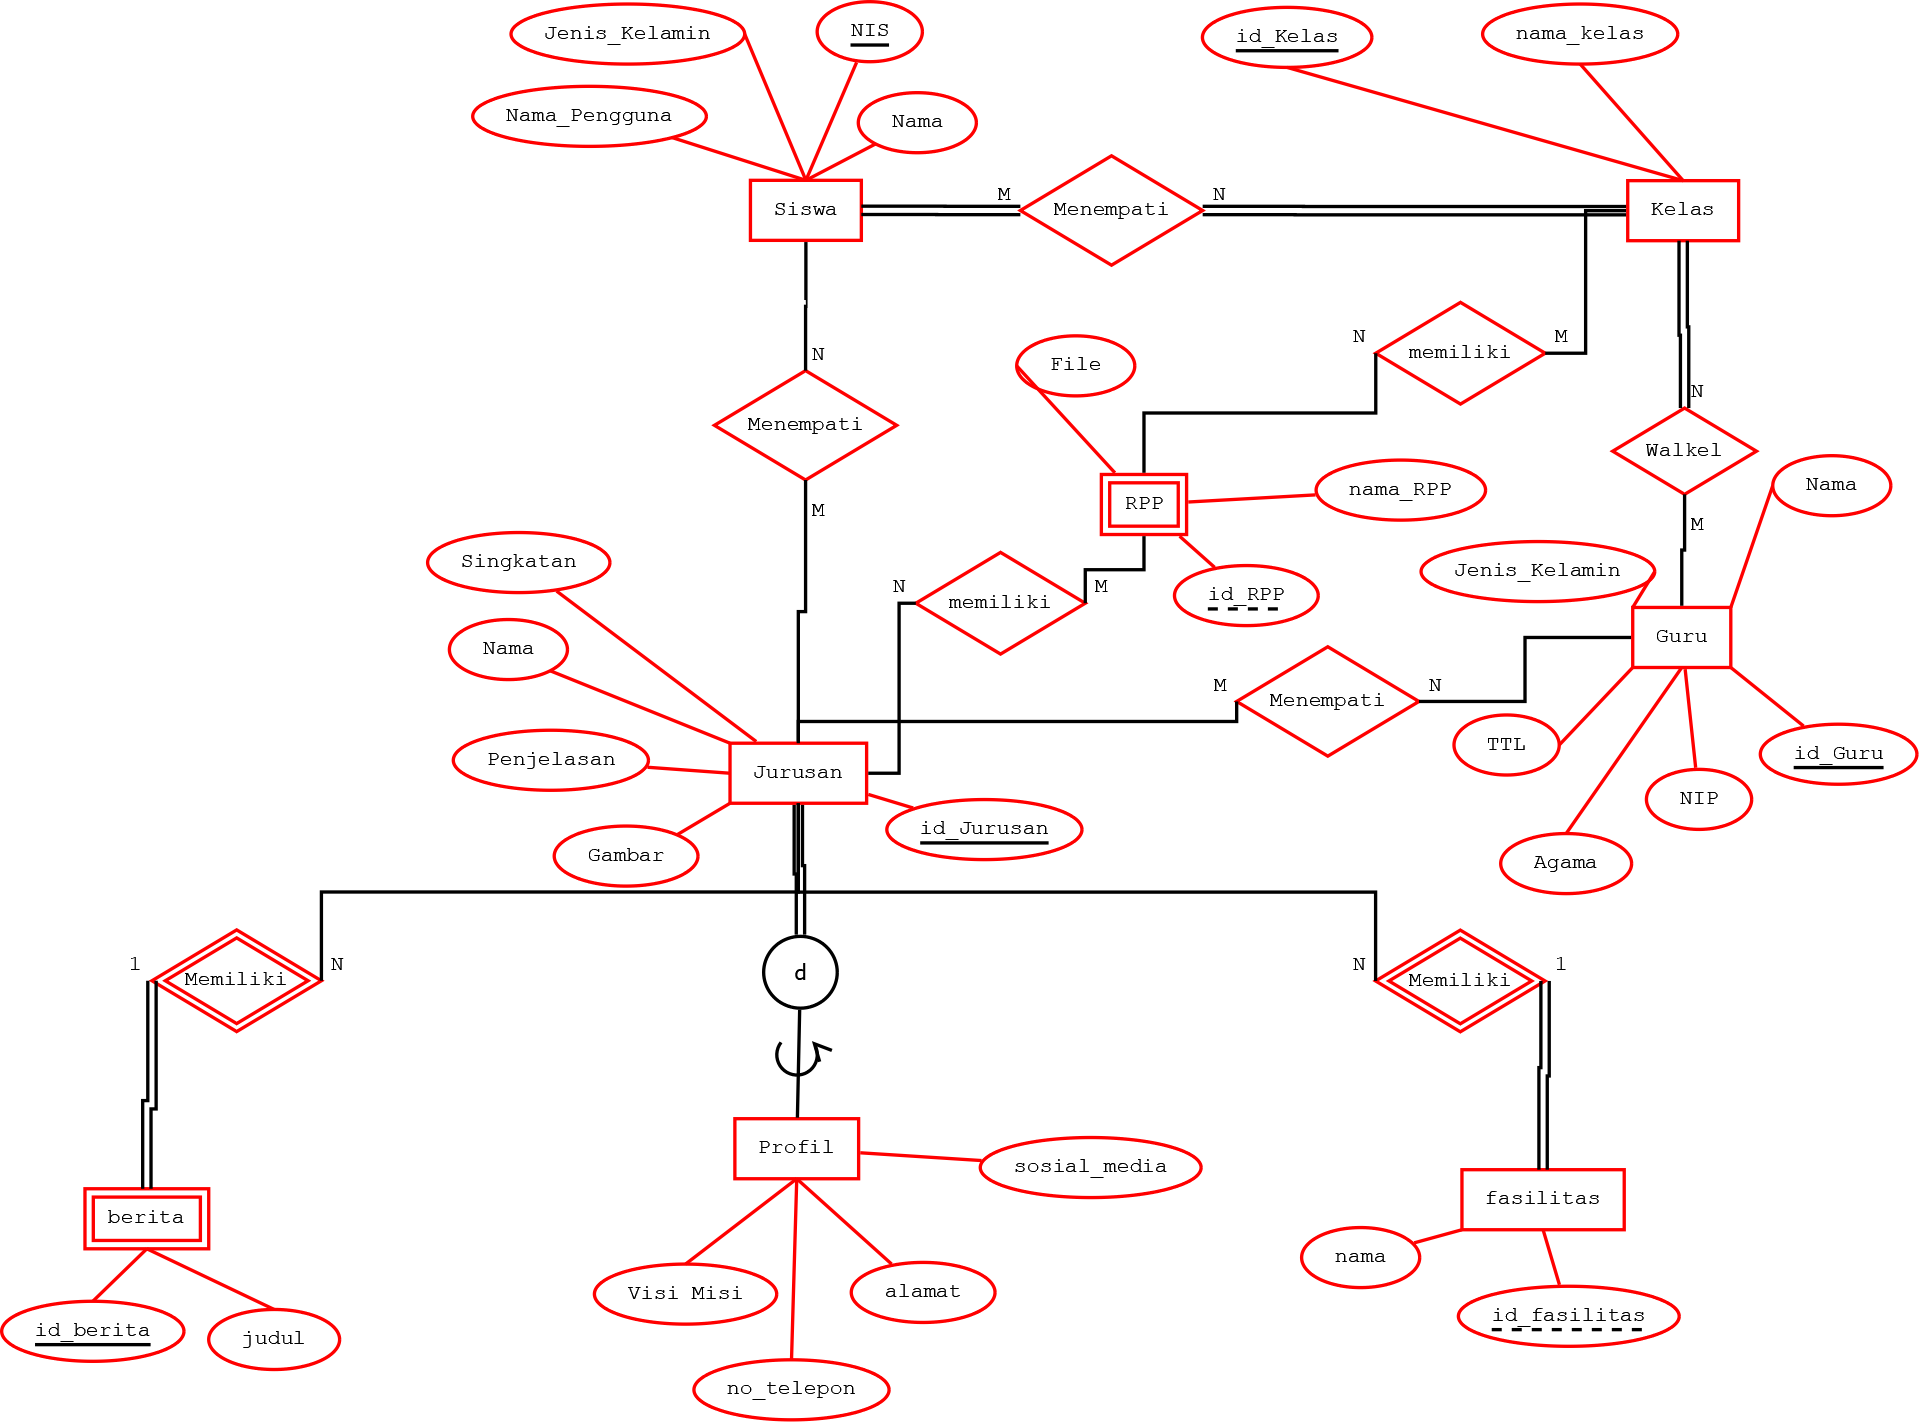 Jenis_Kelamin
NIS
id_Kelas
nama_kelas
Nama_Pengguna
Nama
Siswa
M
Menempati
N
Kelas
N
memiliki
M
File
N
N
Menempati
Walkel
M
M
RPP
nama_RPP
Nama
Singkatan
N
memiliki
M
id_RPP
Jenis_Kelamin
Nama
Guru
M
Menempati
N
Penjelasan
Jurusan
TTL
id_Guru
NIP
Gambar
id_Jurusan
Agama
1
Memiliki
N
d
N
Memiliki
1
Profil
sosial_media
fasilitas
berita
nama
Visi Misi
alamat
id_fasilitas
id_berita
judul
no_telepon